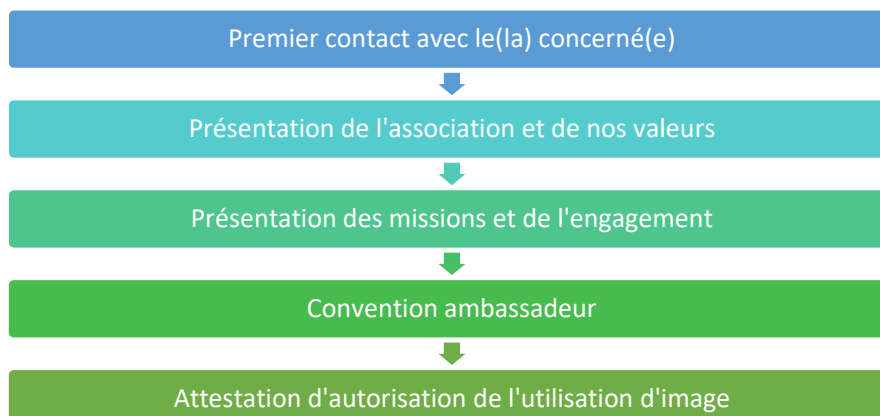 Premier contact avec le(la) concerné(e)
Présentation de l'association et de nos valeurs
Présentation des missions et de l'engagement
Convention ambassadeur
Attestation d'autorisation de l'utilisation d'image